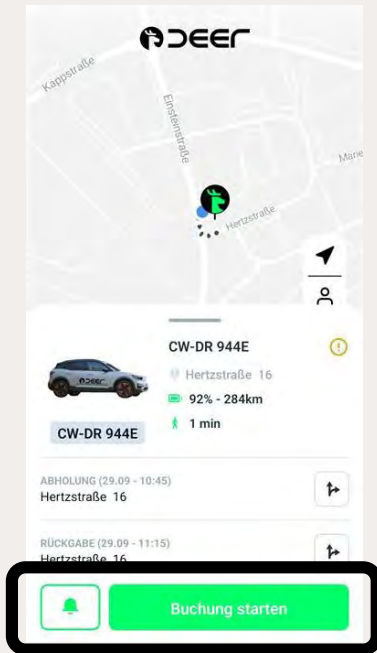 DEER
Kappstraße
Einsteinstraße
Marie
Hertzstraße
CW-DR 944E
Hertzstraße 16
92% - 284km
1 min
DEER
CW-DR 944E
ABHOLUNG (29.09 - 10:45)
Hertzstraße 16
RÜCKGABE (29.09 - 11:15)
Hertzstraße 16
Buchung starten